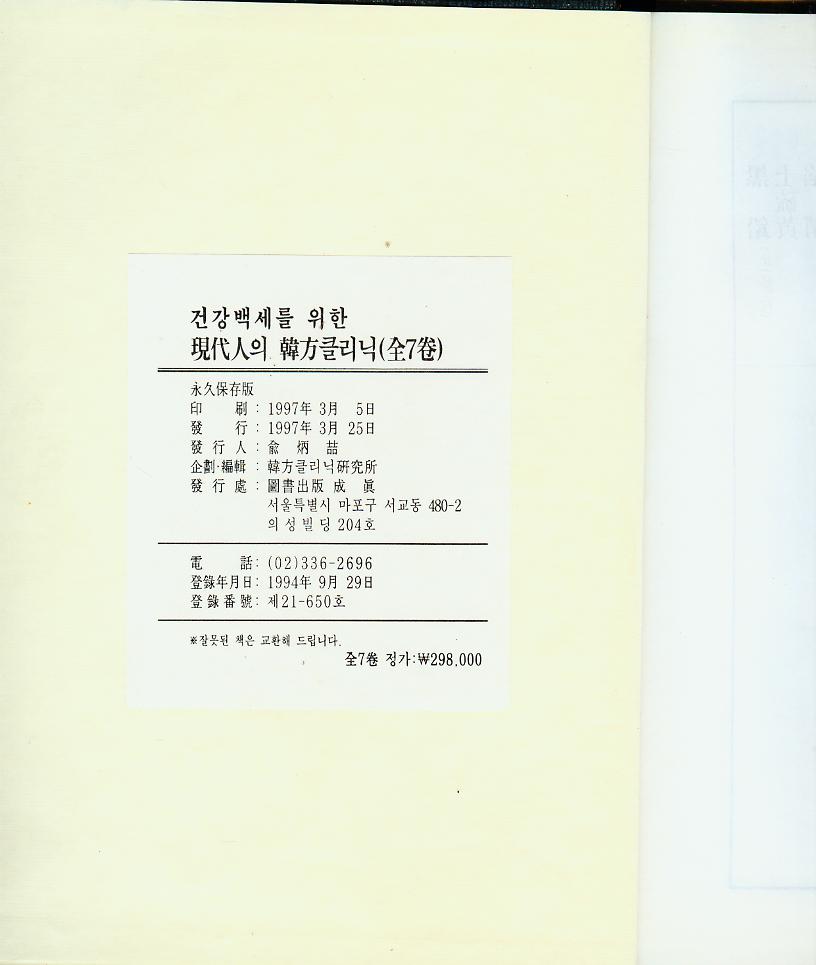 건강백세를 위한
現代人의 韓方클리닉(全7卷)
永久保存版
印 刷 : 1997年 3月 5日
發 行 : 1997年 3月 25日
發 行 人 : 兪 炳 喆
企劃·編輯 : 韓方클리닉硏究所
發 行 處 : 圖書出版 成 眞
서울특별시 마포구 서교동 480-2
의성빌딩 204호
電 話: (02)336-2696
登錄年月日: 1994年 9月 29日
登錄番號: 제21-650호
※잘못된 책은 교환해 드립니다.
全7卷 정가:₩298,000